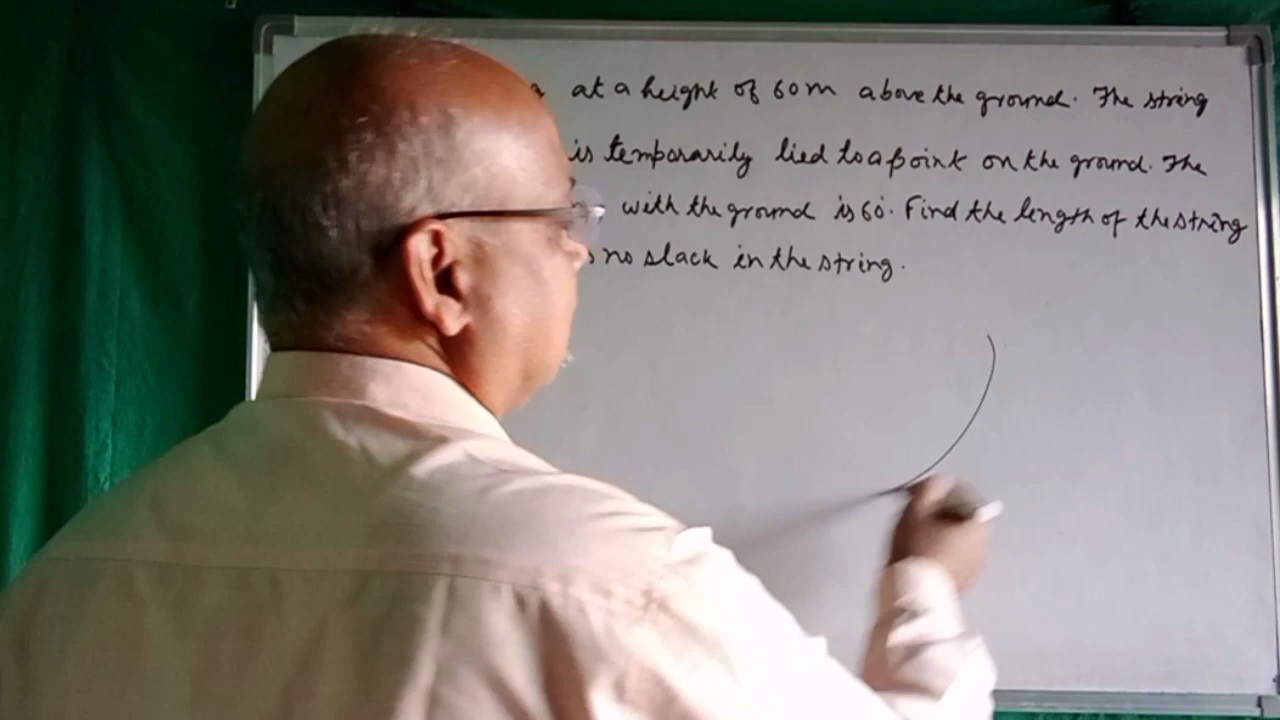 at a height of 60m above the ground. The string
is temporarily tied to a point on the ground. The
with the ground is 60°. Find the length of the string
no slack in the string.